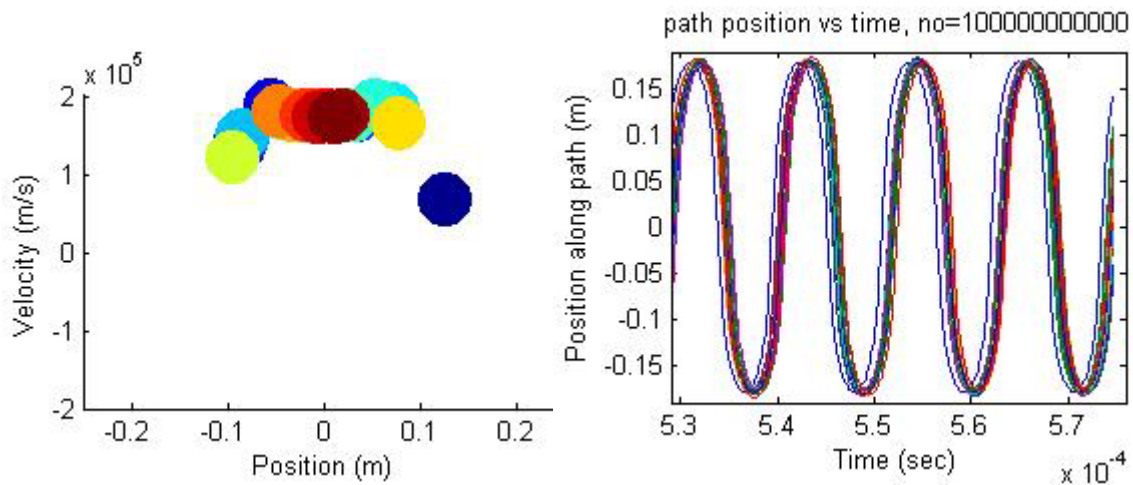 x 10^5
2
1
0
-1
-2
Velocity (m/s)
-0.2 -0.1 0 0.1 0.2
Position (m)
path position vs time, no=100000000000
0.15
0.1
0.05
0
-0.05
-0.1
-0.15
Position along path (m)
5.3 5.4 5.5 5.6 5.7
Time (sec)
x 10^-4